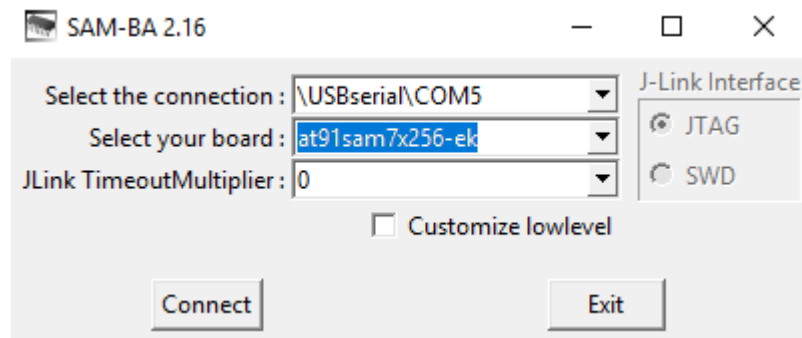 SAM-BA 2.16
Select the connection : \USBserial\COM5
J-Link Interface
Select your board : at91sam7x256-ek
JTAG
JLink TimeoutMultiplier : 0
SWD
Customize lowlevel
Connect Exit